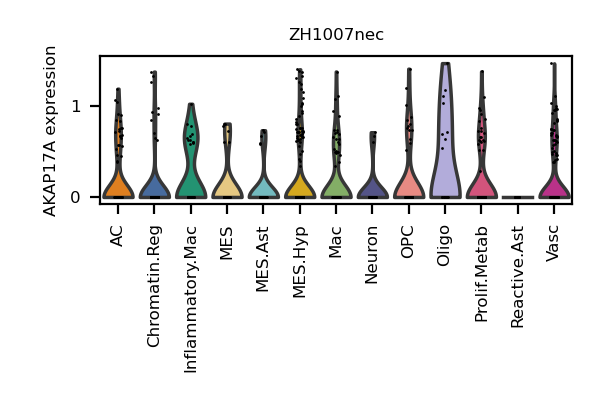 ZH1007nec
AKAP17A expression
1
0
AC
Chromatin.Reg
Inflammatory.Mac
MES
MES.Ast
MES.Hyp
Mac
Neuron
OPC
Oligo
Prolif.Metab
Reactive.Ast
Vasc